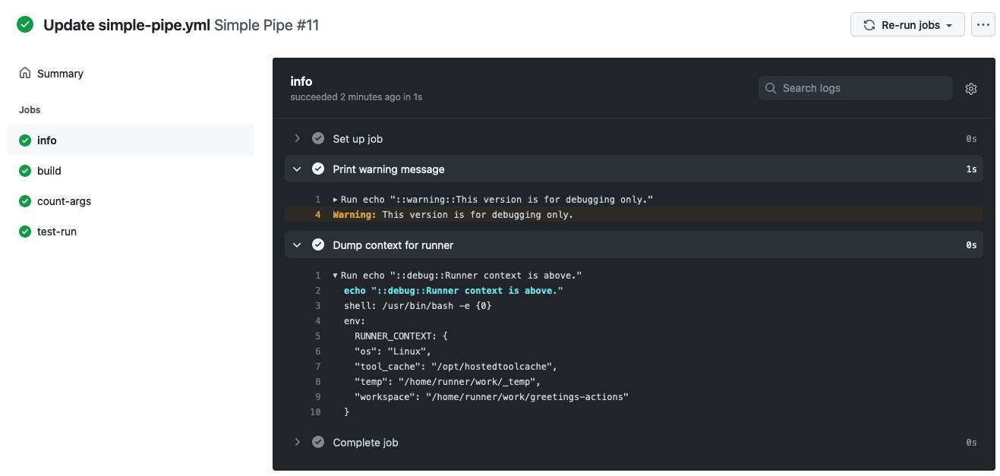 Update simple-pipe.yml Simple Pipe #11
Re-run jobs
Summary
Jobs
info
build
count-args
test-run
info
succeeded 2 minutes ago in 1s
Search logs
Set up job 0s
Print warning message 1s
1 Run echo "::warning::This version is for debugging only."
4 Warning: This version is for debugging only.
Dump context for runner 0s
1 Run echo "::debug::Runner context is above."
2 echo "::debug::Runner context is above."
3 shell: /usr/bin/bash -e {0}
4 env:
5 RUNNER_CONTEXT: {
6 "os": "Linux",
7 "tool_cache": "/opt/hostedtoolcache",
8 "temp": "/home/runner/work/_temp",
9 "workspace": "/home/runner/work/greetings-actions"
10 }
Complete job 0s